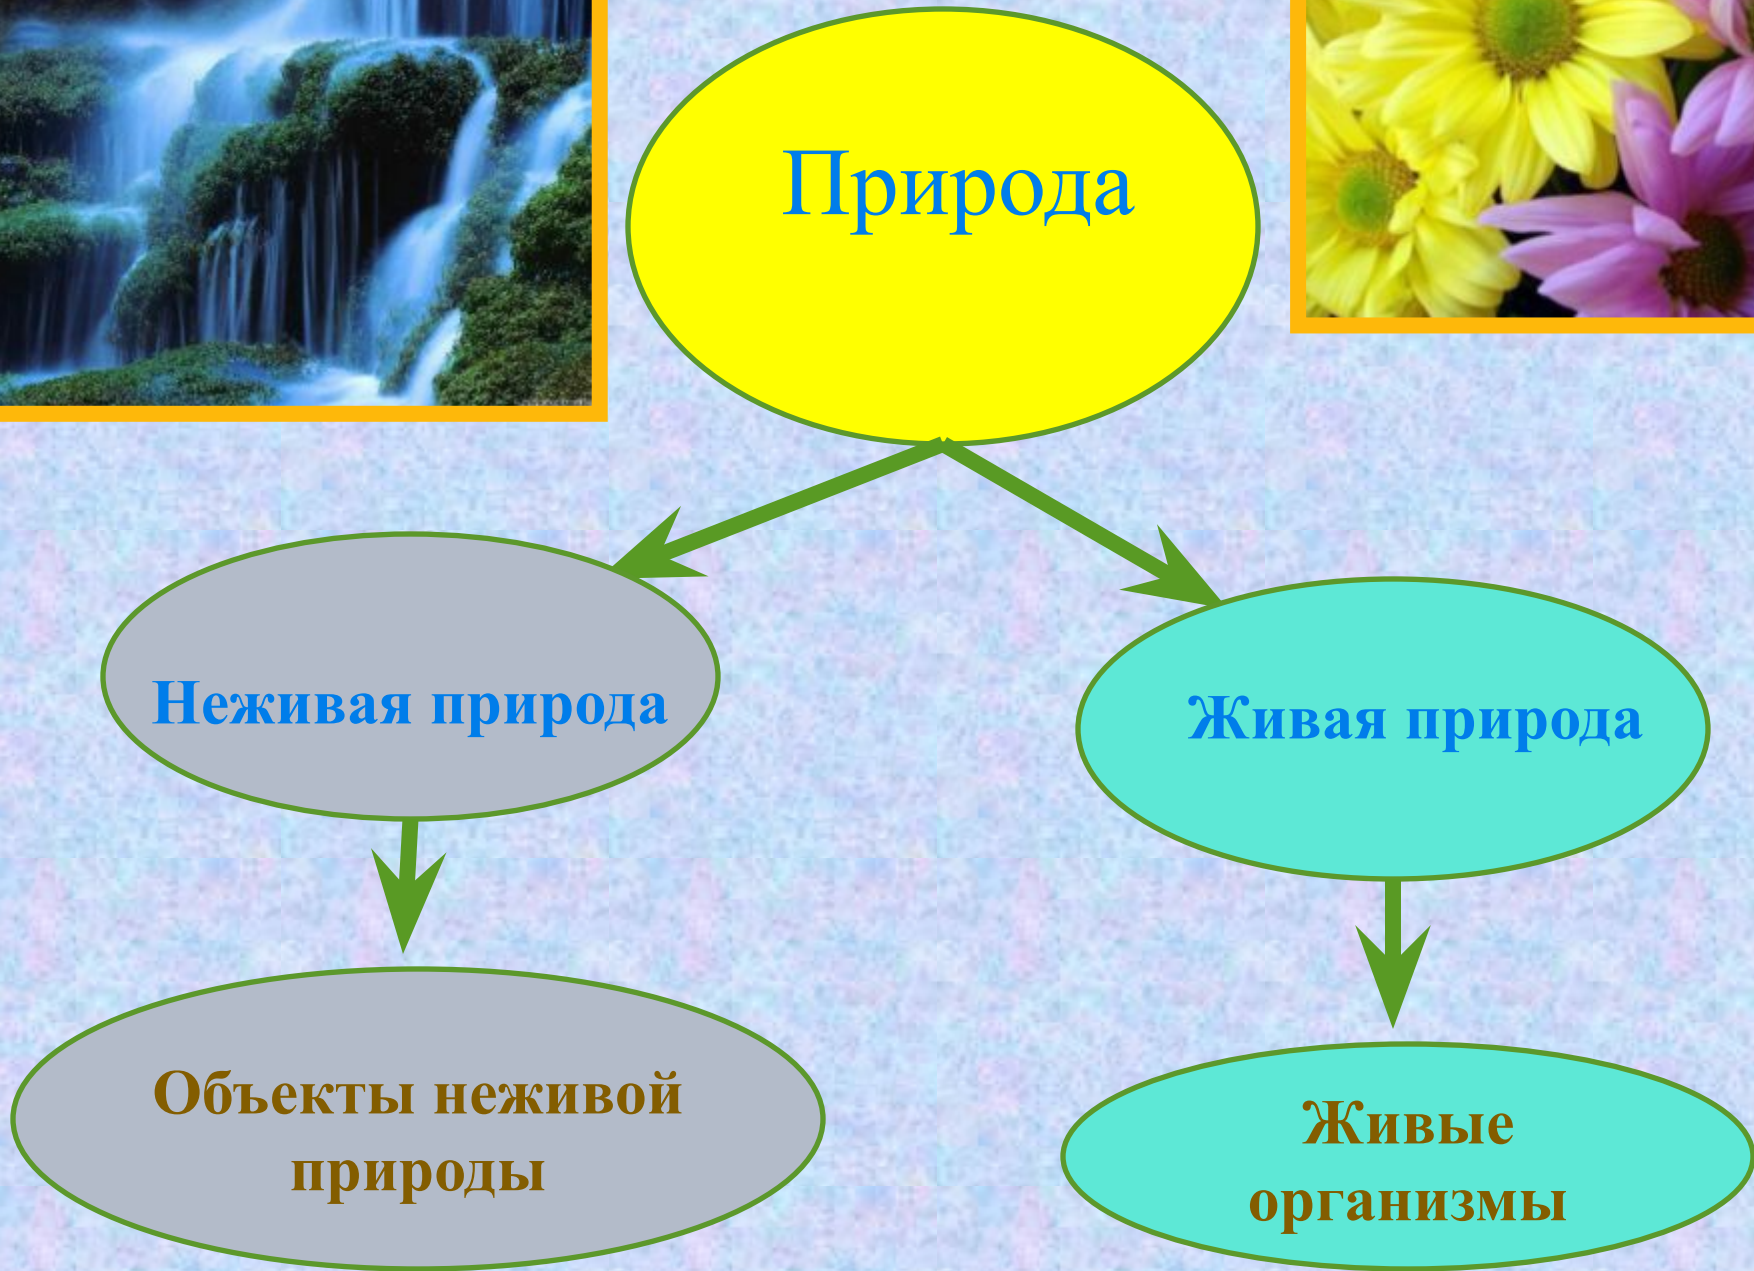 Природа
Неживая природа
Живая природа
Объекты неживой
природы
Живые
организмы